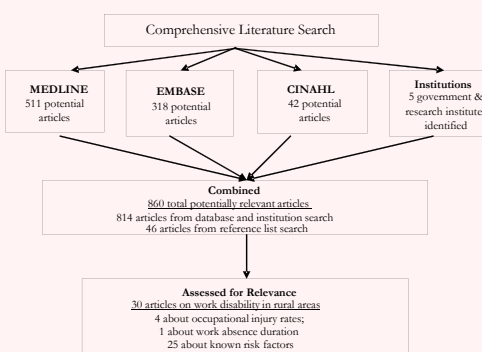 Comprehensive Literature Search
MEDLINE
511 potential
articles
EMBASE
318 potential
articles
CINAHL
42 potential
articles
Institutions
5 government &
research institute
identified
Combined
860 total potentially relevant articles
814 articles from database and institution search
46 articles from reference list search
Assessed for Relevance
30 articles on work disability in rural areas
4 about occupational injury rates;
1 about work absence duration
25 about known risk factors